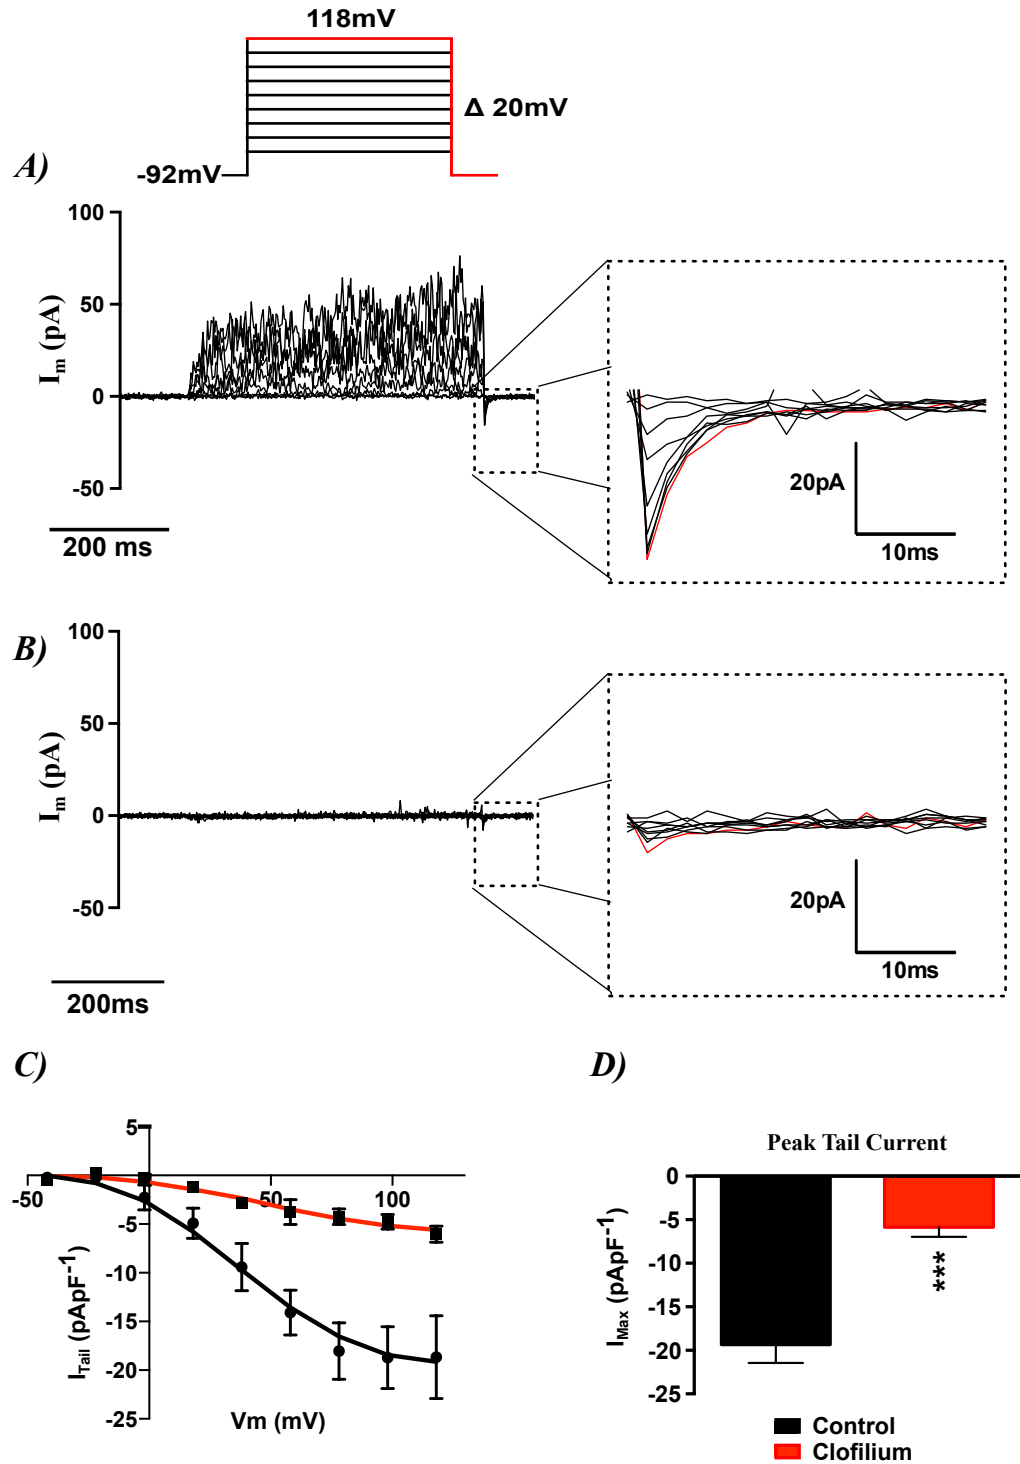 118mV
Δ 20mV
-92mV
A)
100
50
0
-50
Im (pA)
200 ms
20pA
10ms
B)
100
50
0
-50
Im (pA)
200ms
20pA
10ms
C)
5
-50
50
100
-5
-10
-15
-20
-25
ITail (pApF-1)
Vm (mV)
D)
Peak Tail Current
0
-5
-10
-15
-20
-25
IMax (pApF-1)
***
Control
Clofilium